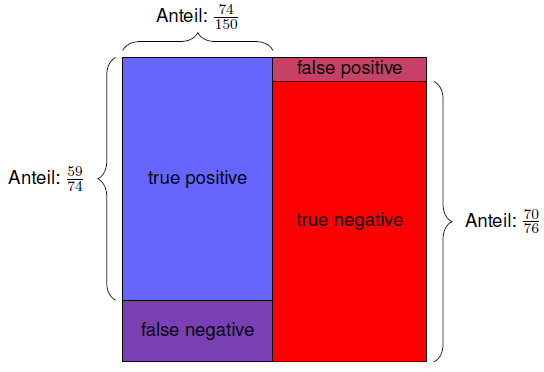 Anteil: 74/150
false positive
Anteil: 59/74
true positive
true negative
Anteil: 70/76
false negative